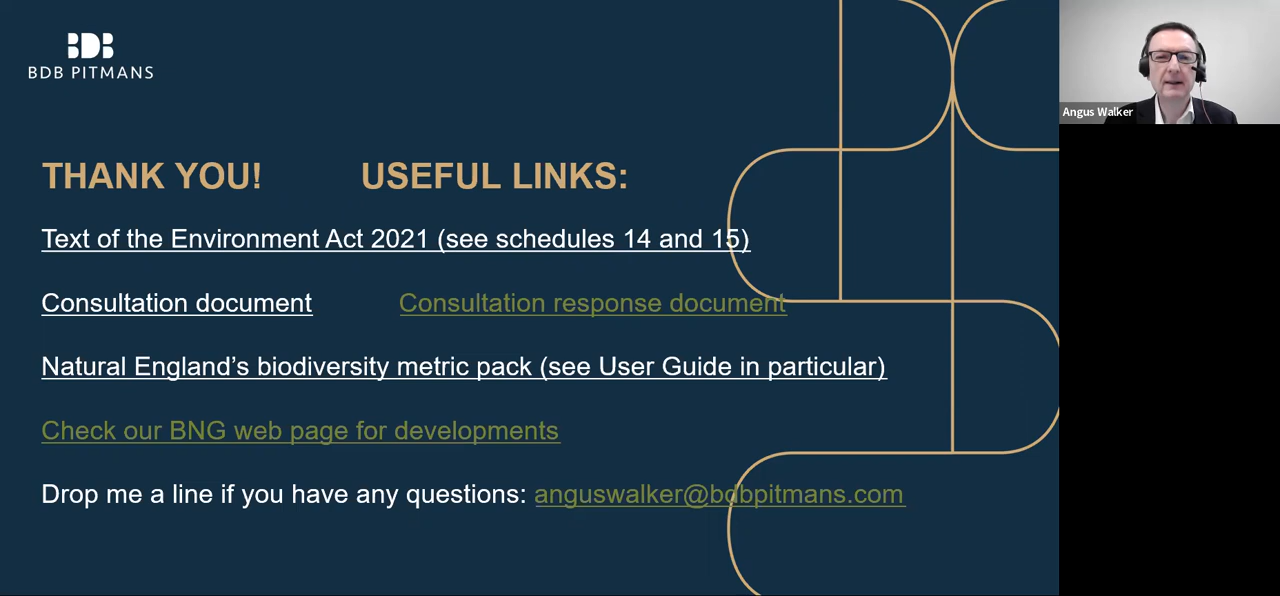 BDB
BDB PITMANS
Angus Walker
THANK YOU! USEFUL LINKS:
Text of the Environment Act 2021 (see schedules 14 and 15)
Consultation document Consultation response document
Natural England’s biodiversity metric pack (see User Guide in particular)
Check our BNG web page for developments
Drop me a line if you have any questions: anguswalker@bdbpitmans.com